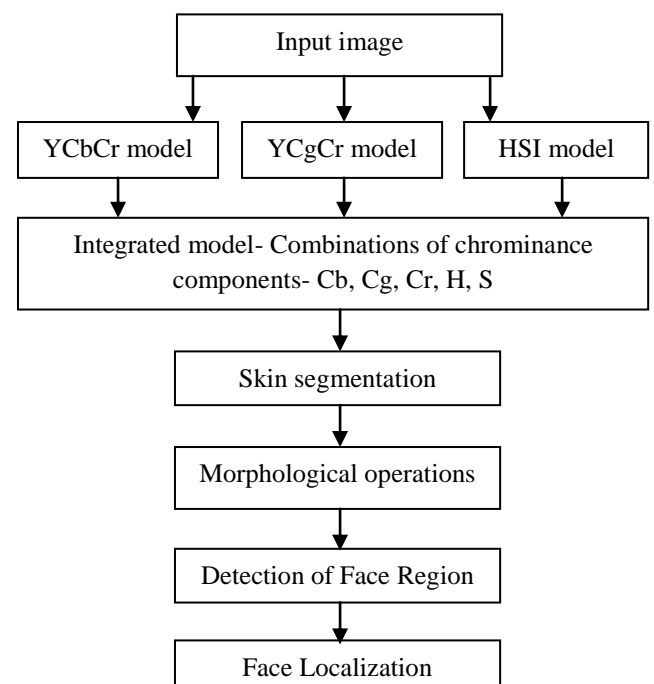 Input image
YCbCr model
YCgCr model
HSI model
Integrated model- Combinations of chrominance
components- Cb, Cg, Cr, H, S
Skin segmentation
Morphological operations
Detection of Face Region
Face Localization